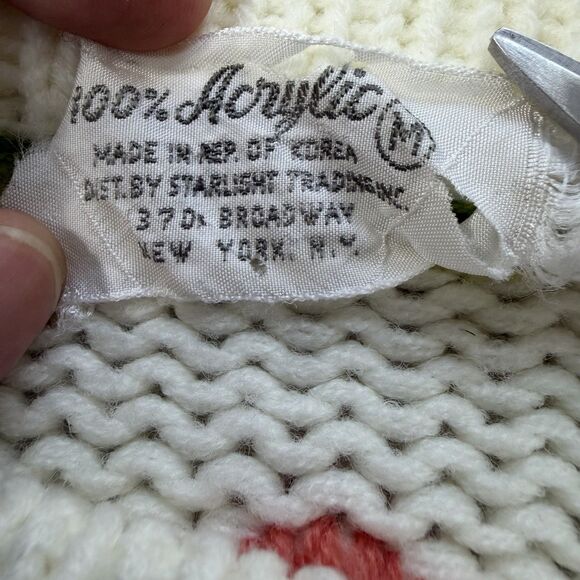 100% Acrylic M
MADE IN REP. OF KOREA
DIST. BY STARLIGHT TRADING INC.
370 BROADWAY
NEW YORK, N.Y.